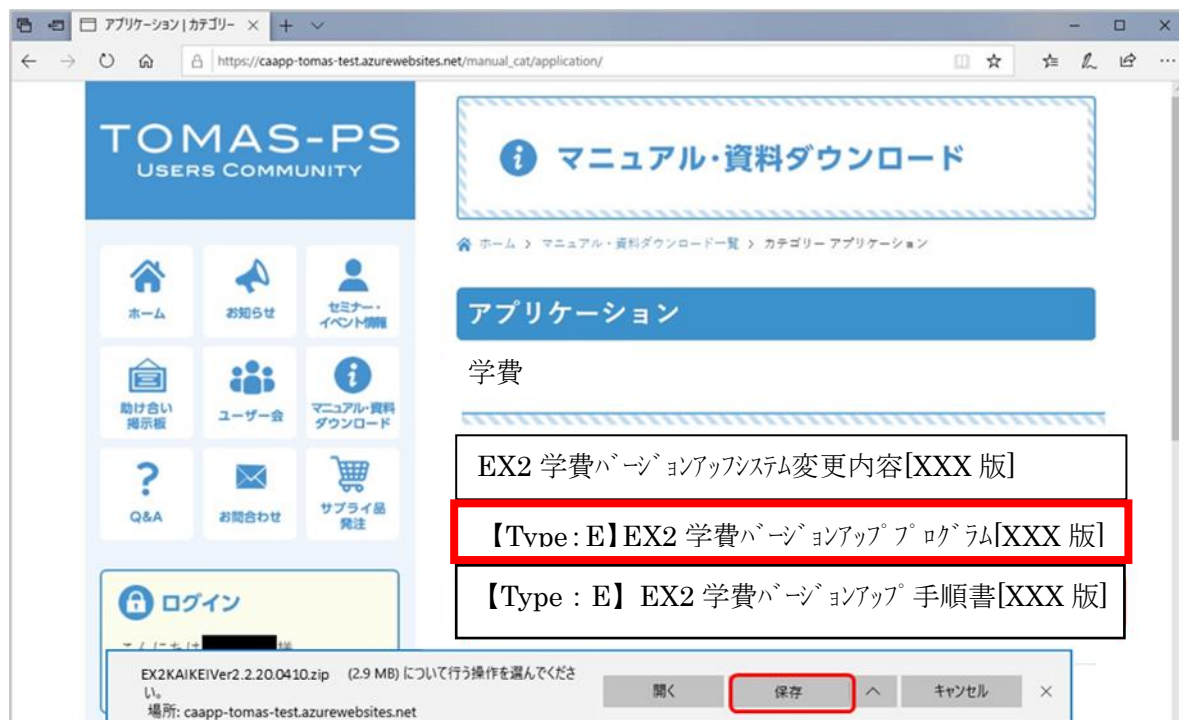 アプリケーション | カテゴリー
https://caapp-tomas-test.azurewebsites.net/manual_cat/application/
TOMAS-PS
USERS COMMUNITY
マニュアル・資料ダウンロード
ホーム > マニュアル・資料ダウンロード一覧 > カテゴリー アプリケーション
ホーム
お知らせ
セミナー・
イベント情報
助け合い
掲示板
ユーザー会
マニュアル・資料
ダウンロード
Q&A
お問合わせ
サプライ品
発注
アプリケーション
学費
EX2 学費ﾊﾞｰｼﾞｮﾝｱｯﾌﾟｼｽﾃﾑ変更内容[XXX 版]
【Type：E】EX2 学費ﾊﾞｰｼﾞｮﾝｱｯﾌﾟﾌﾟﾛｸﾞﾗﾑ[XXX 版]
【Type：E】EX2 学費ﾊﾞｰｼﾞｮﾝｱｯﾌﾟ手順書[XXX 版]
ログイン
こんにちは 様
EX2KAIKEIVer2.2.20.0410.zip (2.9 MB) について行う操作を選んでくださ
い。
場所: caapp-tomas-test.azurewebsites.net
開く
保存
キャンセル